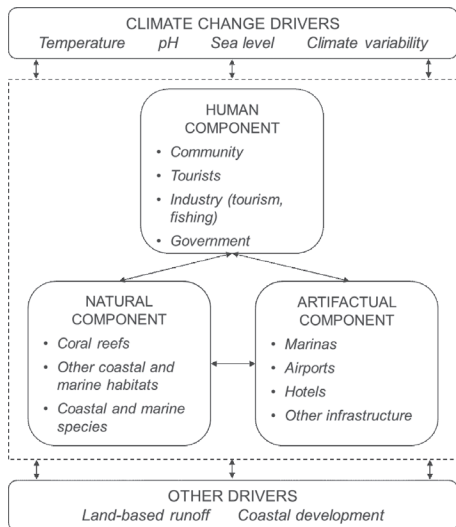 CLIMATE CHANGE DRIVERS
Temperature pH Sea level Climate variability
HUMAN
COMPONENT
• Community
• Tourists
• Industry (tourism,
fishing)
• Government
NATURAL
COMPONENT
• Coral reefs
• Other coastal and
marine habitats
• Coastal and marine
species
ARTIFACTUAL
COMPONENT
• Marinas
• Airports
• Hotels
• Other infrastructure
OTHER DRIVERS
Land-based runoff Coastal development